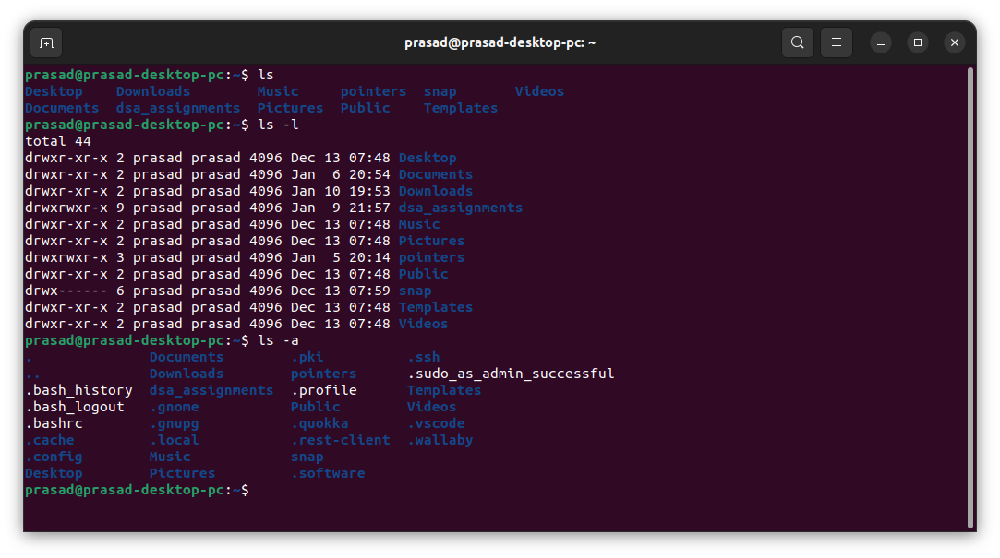 prasad@prasad-desktop-pc: ~
prasad@prasad-desktop-pc:~$ ls
Desktop    Downloads        Music     pointers  snap       Videos
Documents  dsa_assignments  Pictures  Public    Templates
prasad@prasad-desktop-pc:~$ ls -l
total 44
drwxr-xr-x 2 prasad prasad 4096 Dec 13 07:48 Desktop
drwxr-xr-x 2 prasad prasad 4096 Jan  6 20:54 Documents
drwxr-xr-x 2 prasad prasad 4096 Jan 10 19:53 Downloads
drwxrwxr-x 9 prasad prasad 4096 Jan  9 21:57 dsa_assignments
drwxr-xr-x 2 prasad prasad 4096 Dec 13 07:48 Music
drwxr-xr-x 2 prasad prasad 4096 Dec 13 07:48 Pictures
drwxrwxr-x 3 prasad prasad 4096 Jan  5 20:14 pointers
drwxr-xr-x 2 prasad prasad 4096 Dec 13 07:48 Public
drwx------ 6 prasad prasad 4096 Dec 13 07:59 snap
drwxr-xr-x 2 prasad prasad 4096 Dec 13 07:48 Templates
drwxr-xr-x 2 prasad prasad 4096 Dec 13 07:48 Videos
prasad@prasad-desktop-pc:~$ ls -a
.              Documents        .pki          .ssh
..             Downloads        pointers      .sudo_as_admin_successful
.bash_history  dsa_assignments  .profile      Templates
.bash_logout   .gnome           Public        Videos
.bashrc        .gnupg           .quokka       .vscode
.cache         .local           .rest-client  .wallaby
.config        Music            snap
Desktop        Pictures         .software
prasad@prasad-desktop-pc:~$